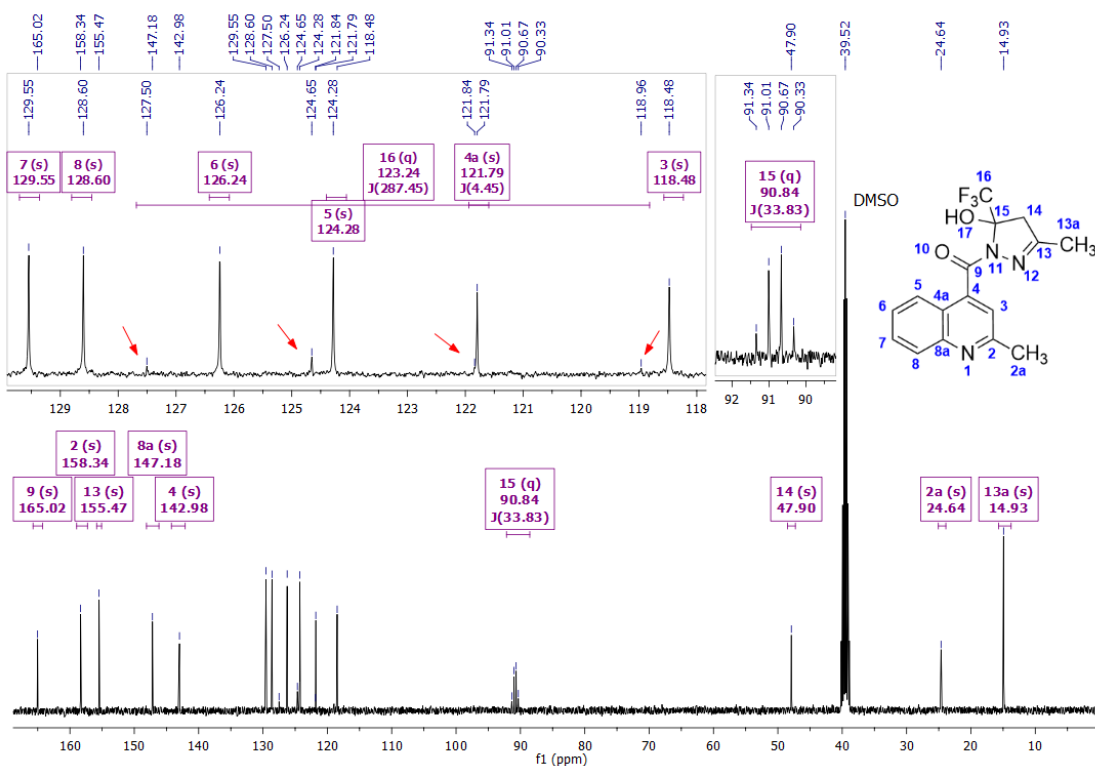 165.02
158.34
155.47
147.18
142.98
129.55
128.60
127.50
126.24
124.65
124.28
121.84
121.79
118.48
91.34
91.01
90.67
90.33
47.90
39.52
24.64
14.93
129.55
128.60
127.50
126.24
124.65
124.28
121.84
121.79
118.96
118.48
7 (s)
129.55
8 (s)
128.60
6 (s)
126.24
16 (q)
123.24
J(287.45)
4a (s)
121.79
J(4.45)
3 (s)
118.48
5 (s)
124.28
129 128 127 126 125 124 123 122 121 120 119 118
91.34
91.01
90.67
90.33
15 (q)
90.84
J(33.83)
92 91 90
DMSO
16
F3C
15
14
HO
17
13a
CH3
13
10
O
N
11
N
12
9
4
5
4a
3
6
7
8a
8
N
1
2
CH3
2a
2 (s)
158.34
8a (s)
147.18
9 (s)
165.02
13 (s)
155.47
4 (s)
142.98
15 (q)
90.84
J(33.83)
14 (s)
47.90
2a (s)
24.64
13a (s)
14.93
160 150 140 130 120 110 100 90 80 70 60 50 40 30 20 10
f1 (ppm)